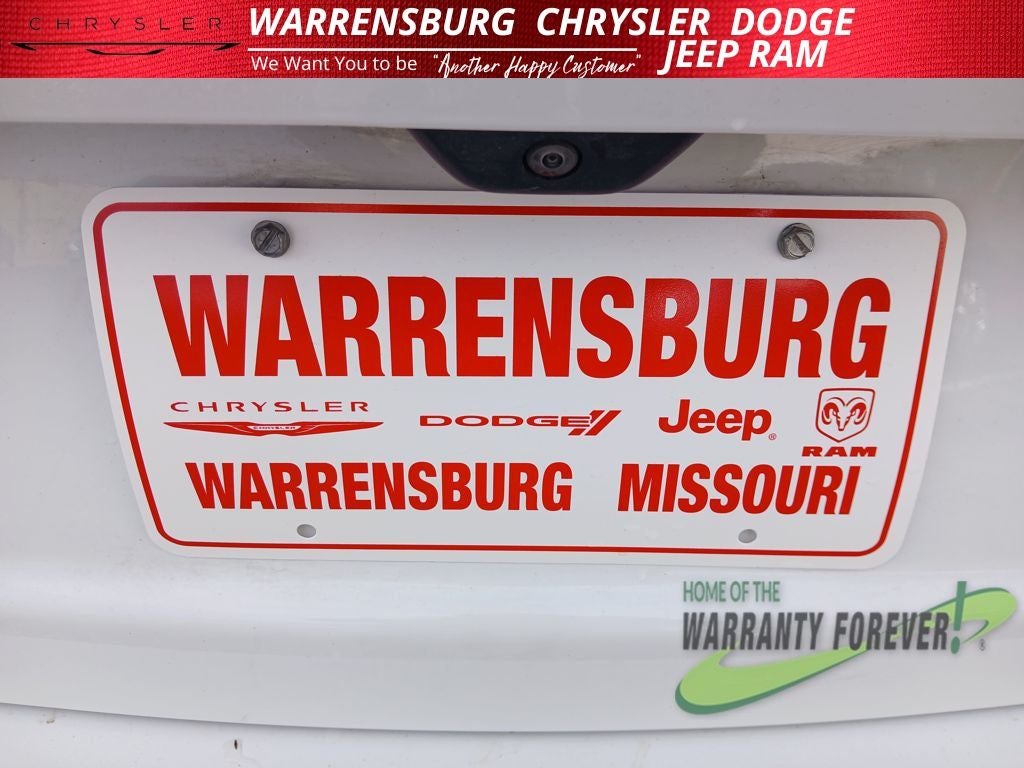 CHRYSLER
WARRENSBURG CHRYSLER DODGE
JEEP RAM
We Want You to be "Another Happy Customer"
WARRENSBURG
CHRYSLER DODGE Jeep® RAM
CHRYSLER
WARRENSBURG MISSOURI
HOME OF THE
WARRANTY FOREVER!®